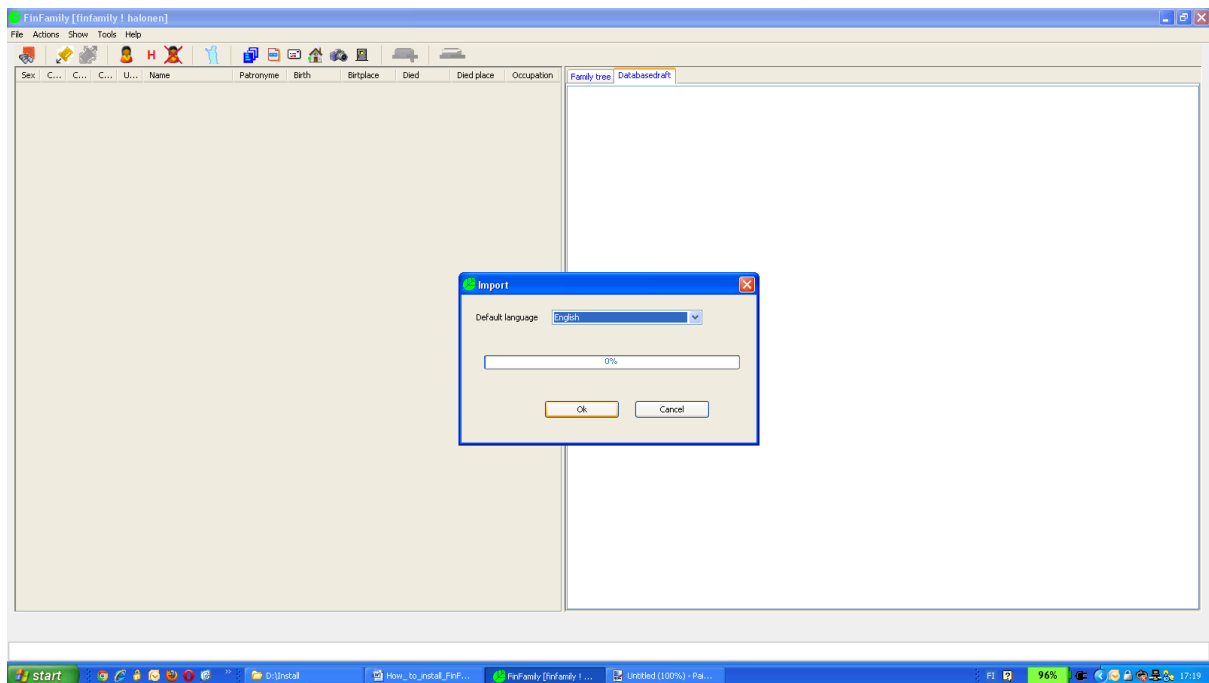 FinFamily [finfamily ! halonen]
File Actions Show Tools Help
H
Sex C... C... C... U... Name Patronyme Birth Birtplace Died Died place Occupation
Family tree Databasedraft
Import
Default language English
0%
Ok Cancel
start D:\Install How_to_install_FinF... FinFamily [finfamily ! ... Untitled (100%) - Pai... FI 96% 17:19